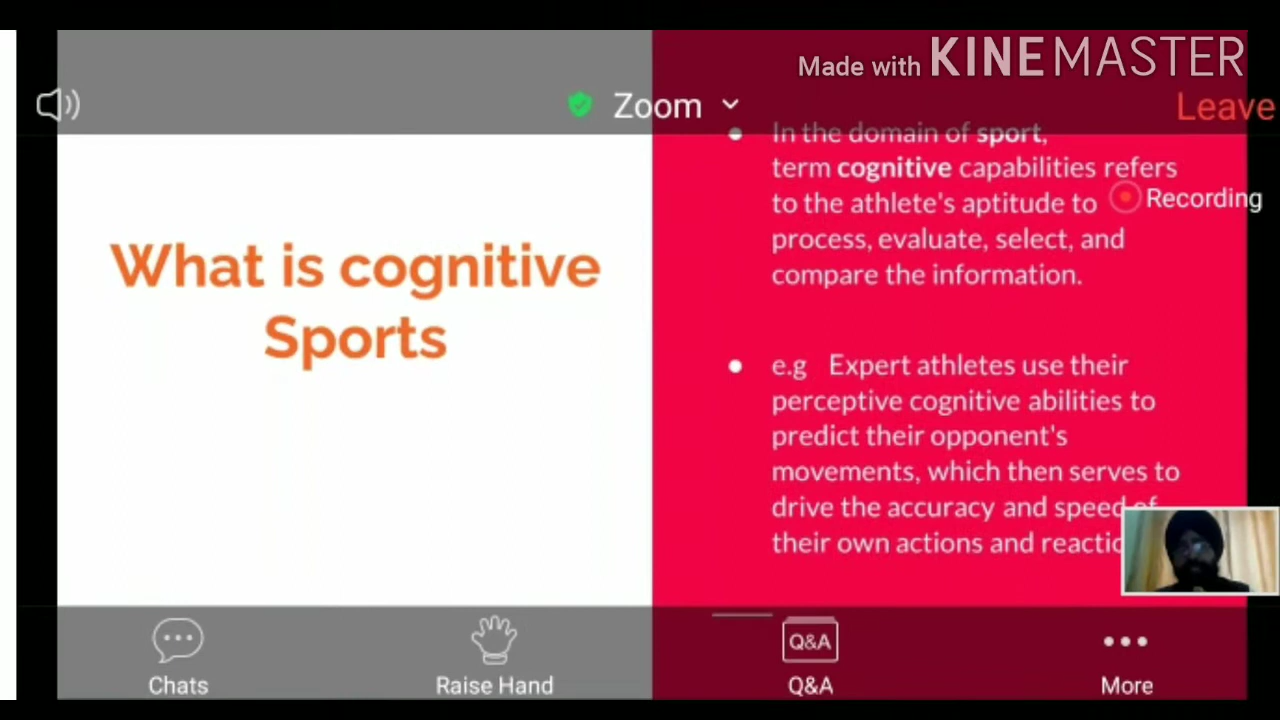 Made with KINEMASTER
Zoom
Leave
In the domain of sport,
term cognitive capabilities refers
to the athlete's aptitude to
Recording
process, evaluate, select, and
compare the information.
What is cognitive
Sports
e.g Expert athletes use their
perceptive cognitive abilities to
predict their opponent's
movements, which then serves to
drive the accuracy and speed of
their own actions and
Chats
Raise Hand
Q&A
Q&A
More